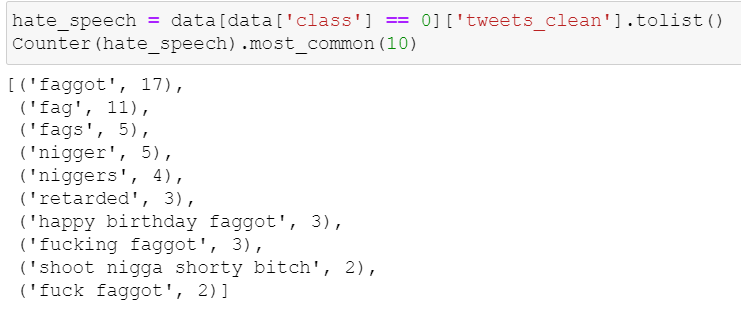 hate_speech = data[data['class'] == 0]['tweets_clean'].tolist()
Counter(hate_speech).most_common(10)
[('faggot', 17),
('fag', 11),
('fags', 5),
('nigger', 5),
('niggers', 4),
('retarded', 3),
('happy birthday faggot', 3),
('fucking faggot', 3),
('shoot nigga shorty bitch', 2),
('fuck faggot', 2)]